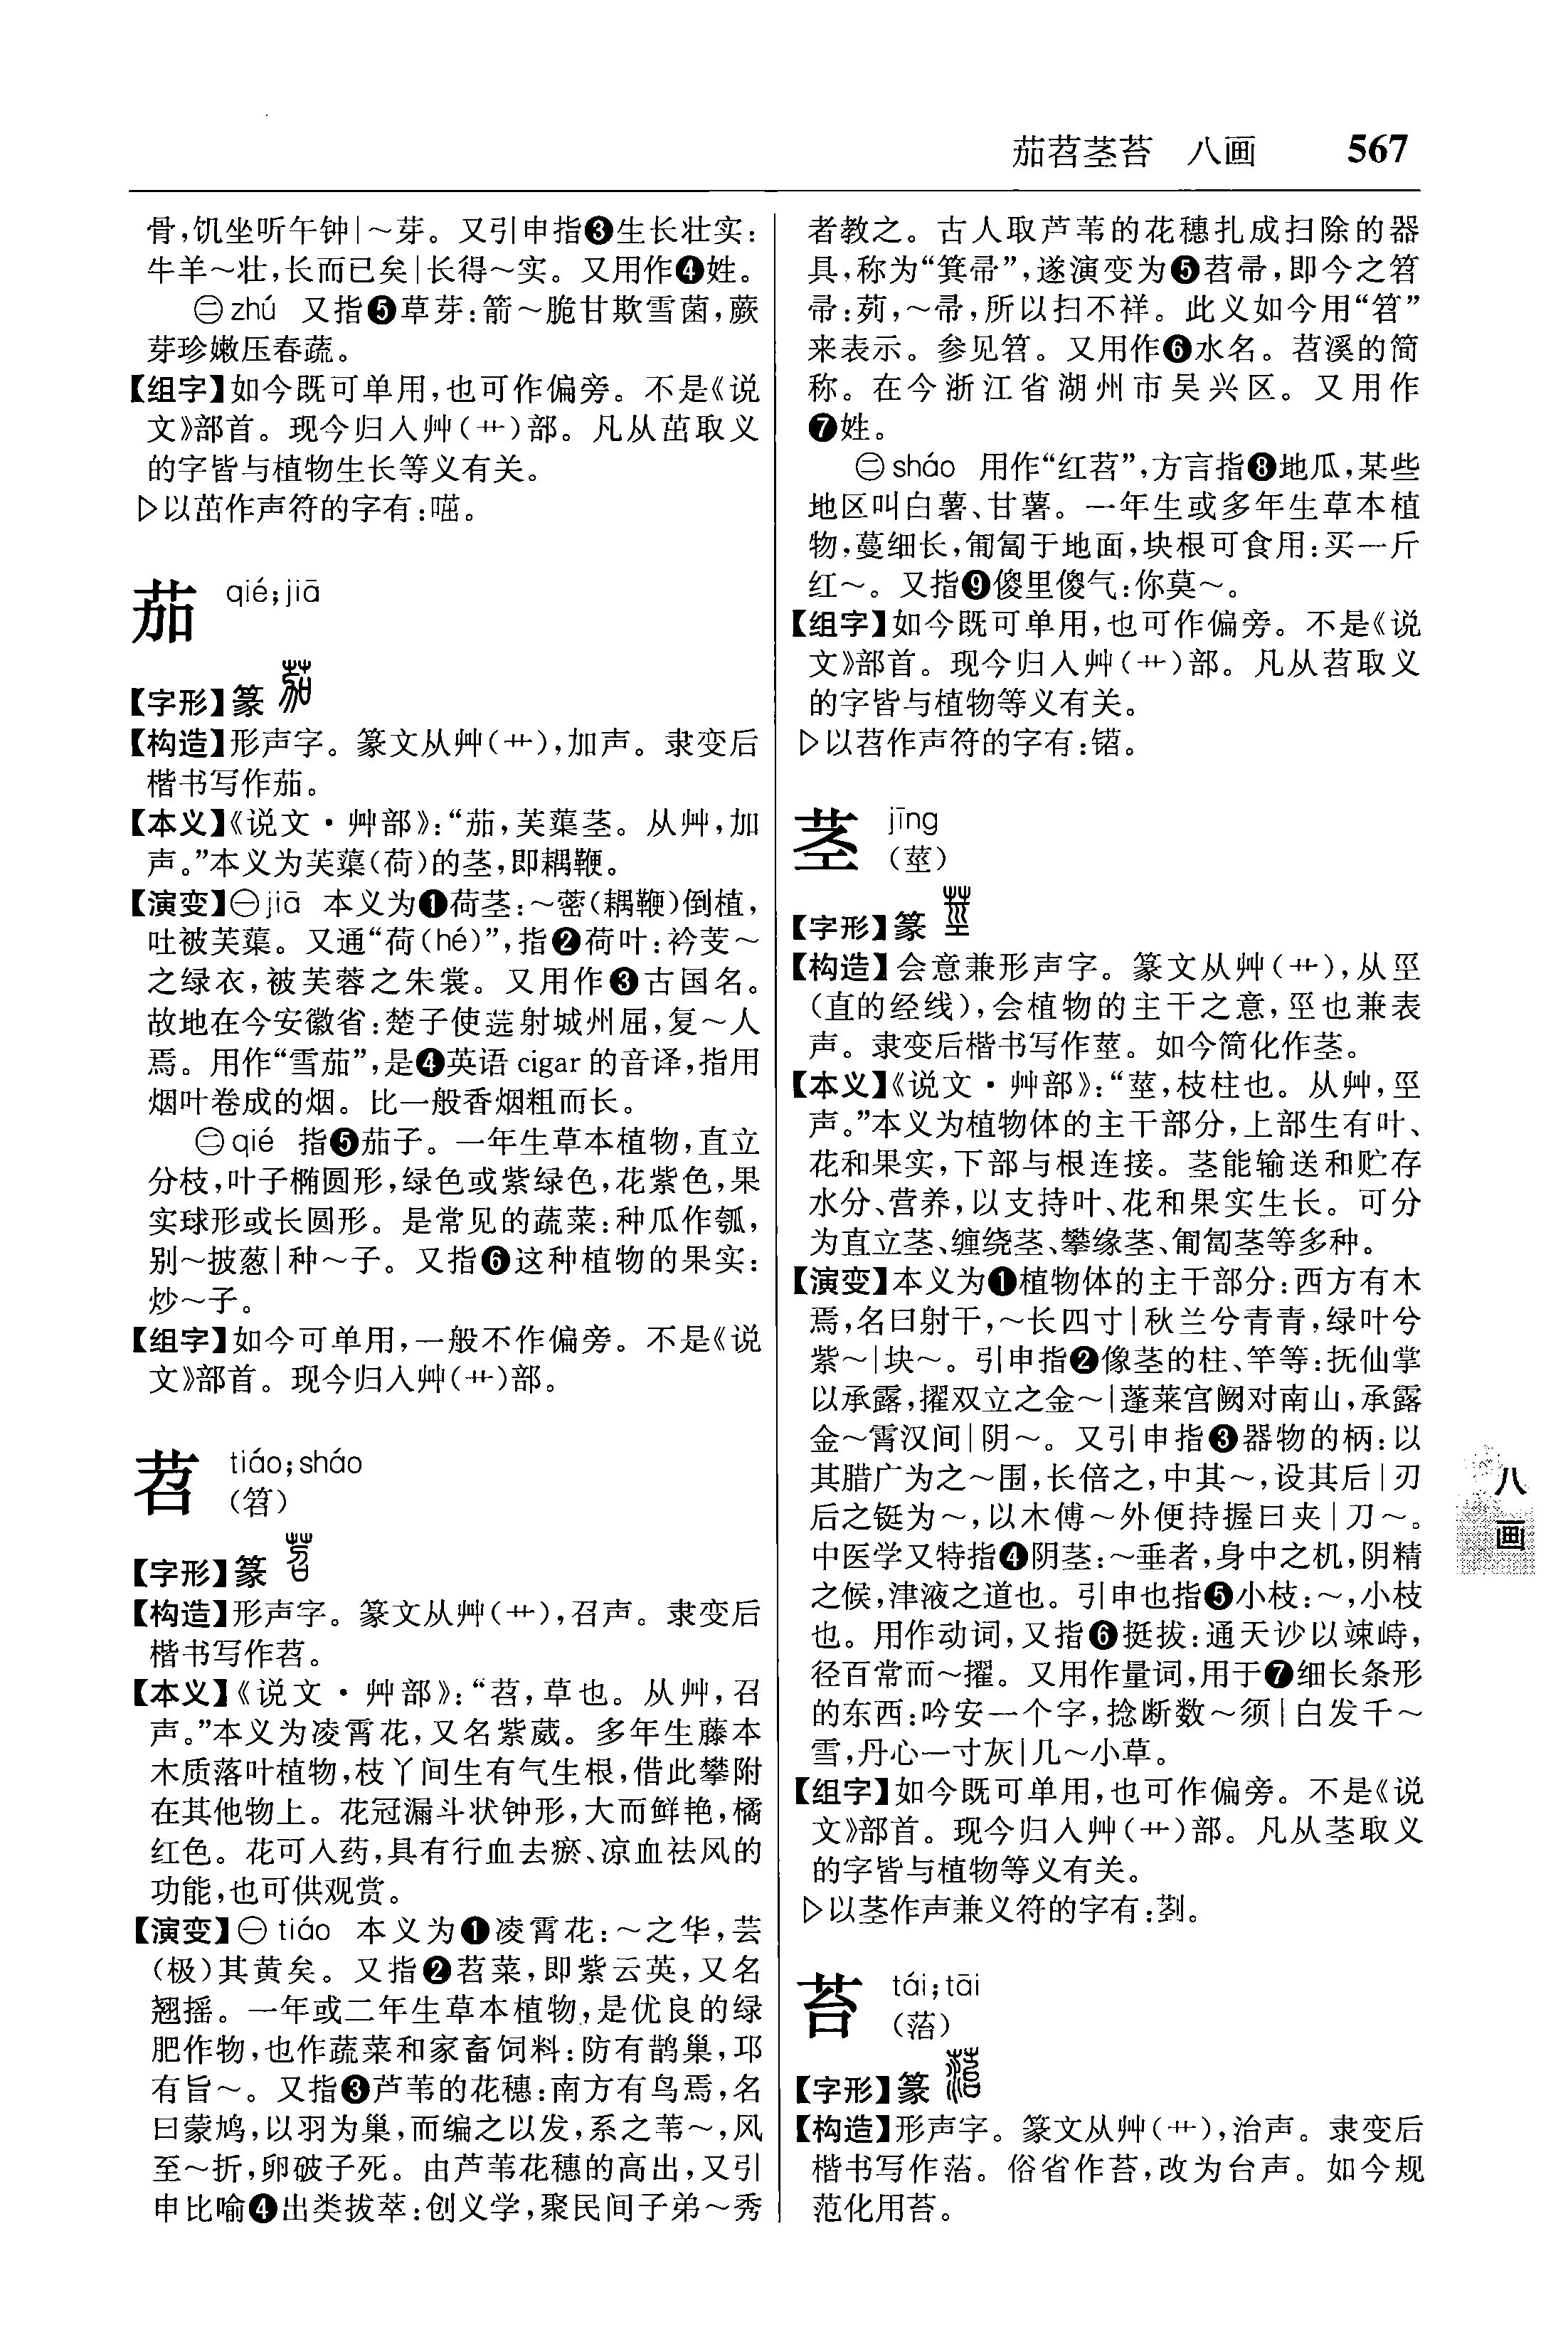 茄苕茎苔 八画 567
骨,饥坐听午钟|～芽。又引申指❸生长壮实:
牛羊～壮,长而已矣|长得～实。又用作❹姓。
㊁zhú 又指❺草芽:箭～脆甘欺雪菌,蕨
芽珍嫩压春蔬。
【组字】如今既可单用,也可作偏旁。不是《说
文》部首。现今归入艸(艹)部。凡从茁取义
的字皆与植物生长等义有关。
▷以茁作声符的字有:㗬。
茄 qié;jiā
【字形】篆
【构造】形声字。篆文从艸(艹),加声。隶变后
楷书写作茄。
【本义】《说文·艸部》:“茄,芙蕖茎。从艸,加
声。”本义为芙蕖(荷)的茎,即耦鞭。
【演变】㊀jiā 本义为❶荷茎:～蔤(耦鞭)倒植,
吐被芙蕖。又通“荷(hé)”,指❷荷叶:衿芰～
之绿衣,被芙蓉之朱裳。又用作❸古国名。
故地在今安徽省:楚子使薳射城州屈,复～人
焉。用作“雪茄”,是❹英语 cigar 的音译,指用
烟叶卷成的烟。比一般香烟粗而长。
㊁qié 指❺茄子。一年生草本植物,直立
分枝,叶子椭圆形,绿色或紫绿色,花紫色,果
实球形或长圆形。是常见的蔬菜:种瓜作瓠,
别～披葱|种～子。又指❻这种植物的果实:
炒～子。
【组字】如今可单用,一般不作偏旁。不是《说
文》部首。现今归入艸(艹)部。
苕 tiáo;sháo
(笤)
【字形】篆
【构造】形声字。篆文从艸(艹),召声。隶变后
楷书写作苕。
【本义】《说文·艸部》:“苕,草也。从艸,召
声。”本义为凌霄花,又名紫葳。多年生藤本
木质落叶植物,枝丫间生有气生根,借此攀附
在其他物上。花冠漏斗状钟形,大而鲜艳,橘
红色。花可入药,具有行血去瘀、凉血祛风的
功能,也可供观赏。
【演变】㊀tiáo 本义为❶凌霄花:～之华,芸
(极)其黄矣。又指❷苕菜,即紫云英,又名
翘摇。一年或二年生草本植物,是优良的绿
肥作物,也作蔬菜和家畜饲料:防有鹊巢,邛
有旨～。又指❸芦苇的花穗:南方有鸟焉,名
曰蒙鸠,以羽为巢,而编之以发,系之苇～,风
至～折,卵破子死。由芦苇花穗的高出,又引
申比喻❹出类拔萃:创义学,聚民间子弟～秀
者教之。古人取芦苇的花穗扎成扫除的器
具,称为“箕帚”,遂演变为❺苕帚,即今之笤
帚:茢,～帚,所以扫不祥。此义如今用“笤”
来表示。参见笤。又用作❻水名。苕溪的简
称。在今浙江省湖州市吴兴区。又用作
❼姓。
㊁sháo 用作“红苕”,方言指❽地瓜,某些
地区叫白薯、甘薯。一年生或多年生草本植
物,蔓细长,匍匐于地面,块根可食用:买一斤
红～。又指❾傻里傻气:你莫～。
【组字】如今既可单用,也可作偏旁。不是《说
文》部首。现今归入艸(艹)部。凡从苕取义
的字皆与植物等义有关。
▷以苕作声符的字有:
茎 jīng
(莖)
【字形】篆
【构造】会意兼形声字。篆文从艸(艹),从巠
(直的经线),会植物的主干之意,巠也兼表
声。隶变后楷书写作莖。如今简化作茎。
【本义】《说文·艸部》:“莖,枝柱也。从艸,巠
声。”本义为植物体的主干部分,上部生有叶、
花和果实,下部与根连接。茎能输送和贮存
水分、营养,以支持叶、花和果实生长。可分
为直立茎、缠绕茎、攀缘茎、匍匐茎等多种。
【演变】本义为❶植物体的主干部分:西方有木
焉,名曰射干,～长四寸|秋兰兮青青,绿叶兮
紫～|块～。引申指❷像茎的柱、竿等:抚仙掌
以承露,擢双立之金～|蓬莱宫阙对南山,承露
金～霄汉间|阴～。又引申指❸器物的柄:以
其腊广为之～围,长倍之,中其～,设其后|刃
后之铤为～,以木傅～外便持握曰夹|刀～。
中医学又特指❹阴茎:～垂者,身中之机,阴精
之候,津液之道也。引申也指❺小枝:～,小枝
也。用作动词,又指❻挺拔:通天訬以竦峙,
径百常而～擢。又用作量词,用于❼细长条形
的东西:吟安一个字,捻断数～须|白发千～
雪,丹心一寸灰|几～小草。
【组字】如今既可单用,也可作偏旁。不是《说
文》部首。现今归入艸(艹)部。凡从茎取义
的字皆与植物等义有关。
▷以茎作声兼义符的字有:
苔 tái;tāi
(菭)
【字形】篆
【构造】形声字。篆文从艸(艹),治声。隶变后
楷书写作菭。俗省作苔,改为台声。如今规
范化用苔。
八
画